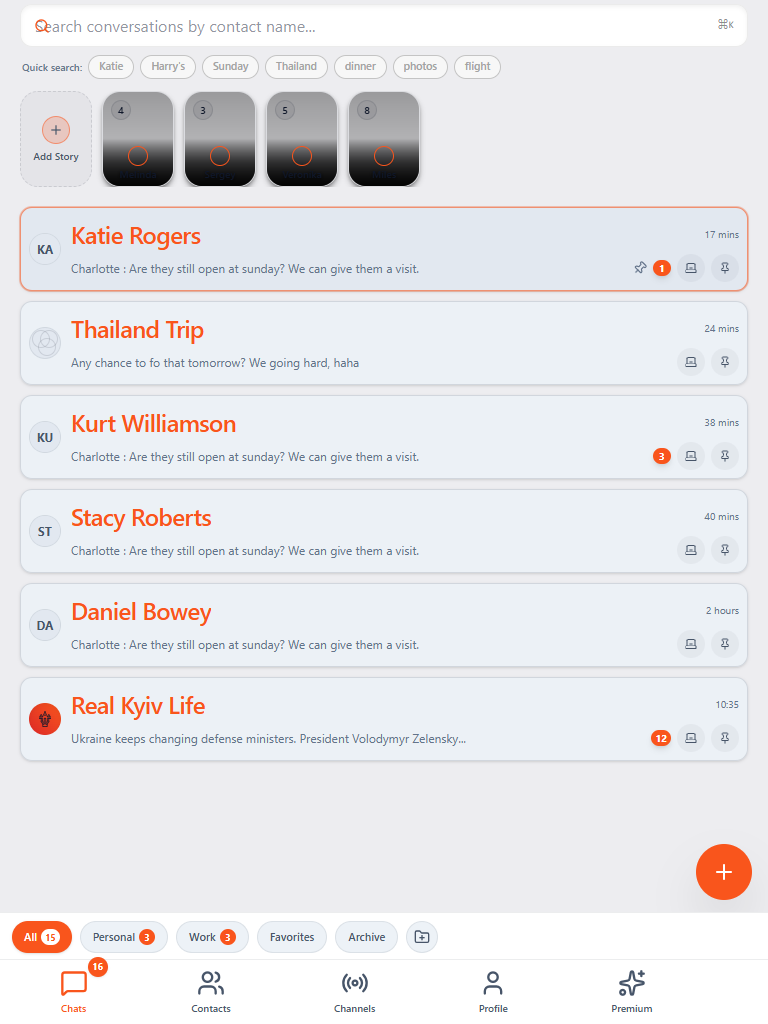 Search conversations by contact name...
⌘K
Quick search: Katie Harry's Sunday Thailand dinner photos flight
4 3 5 8
Add Story
Katie Rogers
17 mins
KA
Charlotte : Are they still open at sunday? We can give them a visit.
1
Thailand Trip
24 mins
Any chance to fo that tomorrow? We going hard, haha
Kurt Williamson
38 mins
KU
Charlotte : Are they still open at sunday? We can give them a visit.
3
Stacy Roberts
40 mins
ST
Charlotte : Are they still open at sunday? We can give them a visit.
Daniel Bowey
2 hours
DA
Charlotte : Are they still open at sunday? We can give them a visit.
Real Kyiv Life
10:35
Ukraine keeps changing defense ministers. President Volodymyr Zelensky...
12
All 15 Personal 3 Work 3 Favorites Archive
16
Chats Contacts Channels Profile Premium